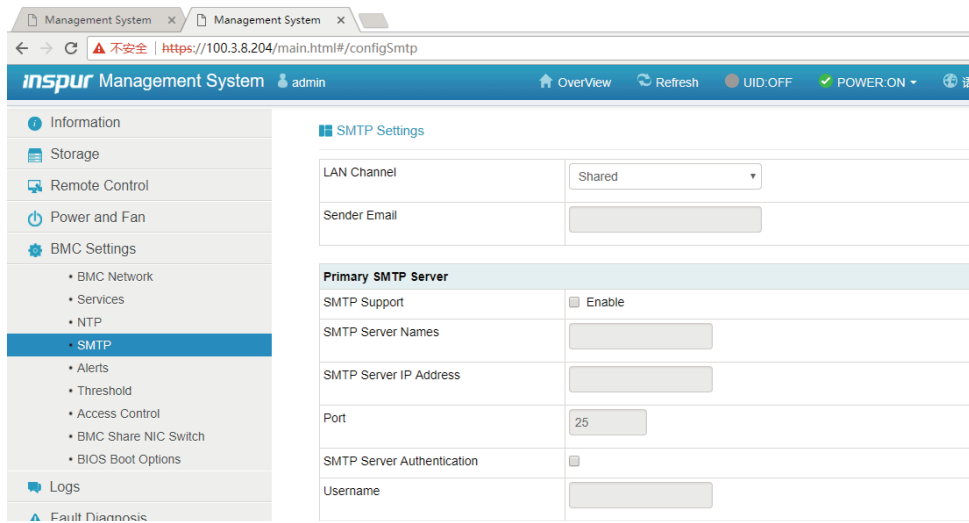 Management System
Management System
不安全 | https://100.3.8.204/main.html#/configSmtp
inspur Management System admin OverView Refresh UID:OFF POWER:ON
Information
Storage
Remote Control
Power and Fan
BMC Settings
• BMC Network
• Services
• NTP
• SMTP
• Alerts
• Threshold
• Access Control
• BMC Share NIC Switch
• BIOS Boot Options
Logs
Fault Diagnosis
SMTP Settings
LAN Channel Shared
Sender Email
Primary SMTP Server
SMTP Support Enable
SMTP Server Names
SMTP Server IP Address
Port 25
SMTP Server Authentication
Username